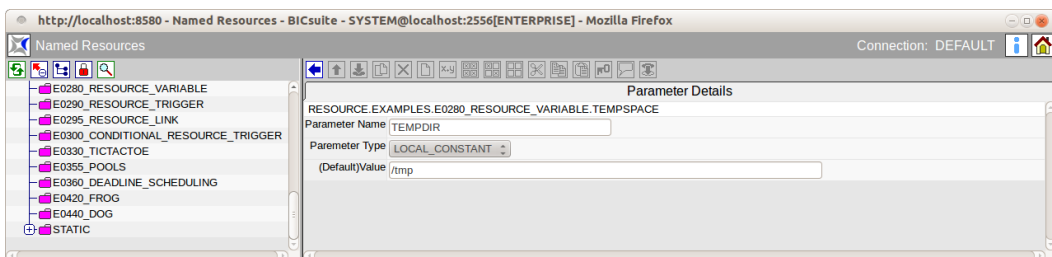 http://localhost:8580 - Named Resources - BICsuite - SYSTEM@localhost:2556[ENTERPRISE] - Mozilla Firefox
Named Resources
Connection: DEFAULT
E0280_RESOURCE_VARIABLE
E0290_RESOURCE_TRIGGER
E0295_RESOURCE_LINK
E0300_CONDITIONAL_RESOURCE_TRIGGER
E0330_TICTACTOE
E0355_POOLS
E0360_DEADLINE_SCHEDULING
E0420_FROG
E0440_DOG
STATIC
x-y
Parameter Details
RESOURCE.EXAMPLES.E0280_RESOURCE_VARIABLE.TEMPSPACE
Parameter Name TEMPDIR
Paremeter Type LOCAL_CONSTANT
(Default)Value /tmp